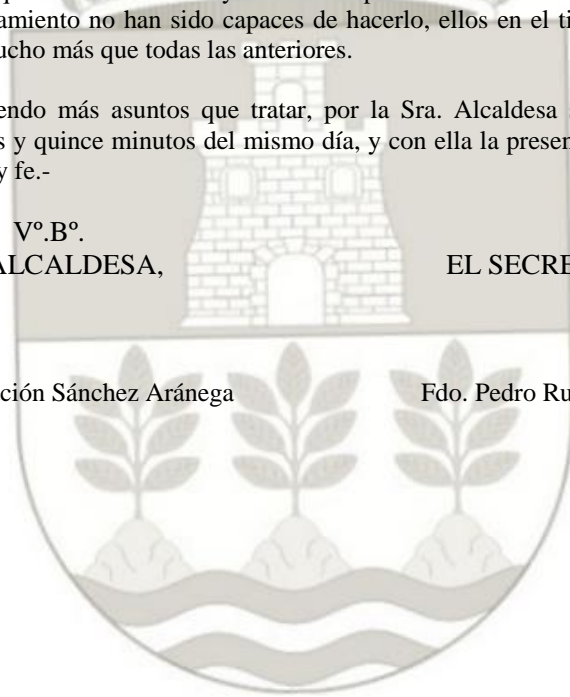 amiento no han sido capaces de hacerlo, ellos en el ti
ucho más que todas las anteriores.
endo más asuntos que tratar, por la Sra. Alcaldesa
s y quince minutos del mismo día, y con ella la presen
y fe.-
Vº.Bº.
ALCALDESA,
EL SECRE
ción Sánchez Aránega
Fdo. Pedro Ru